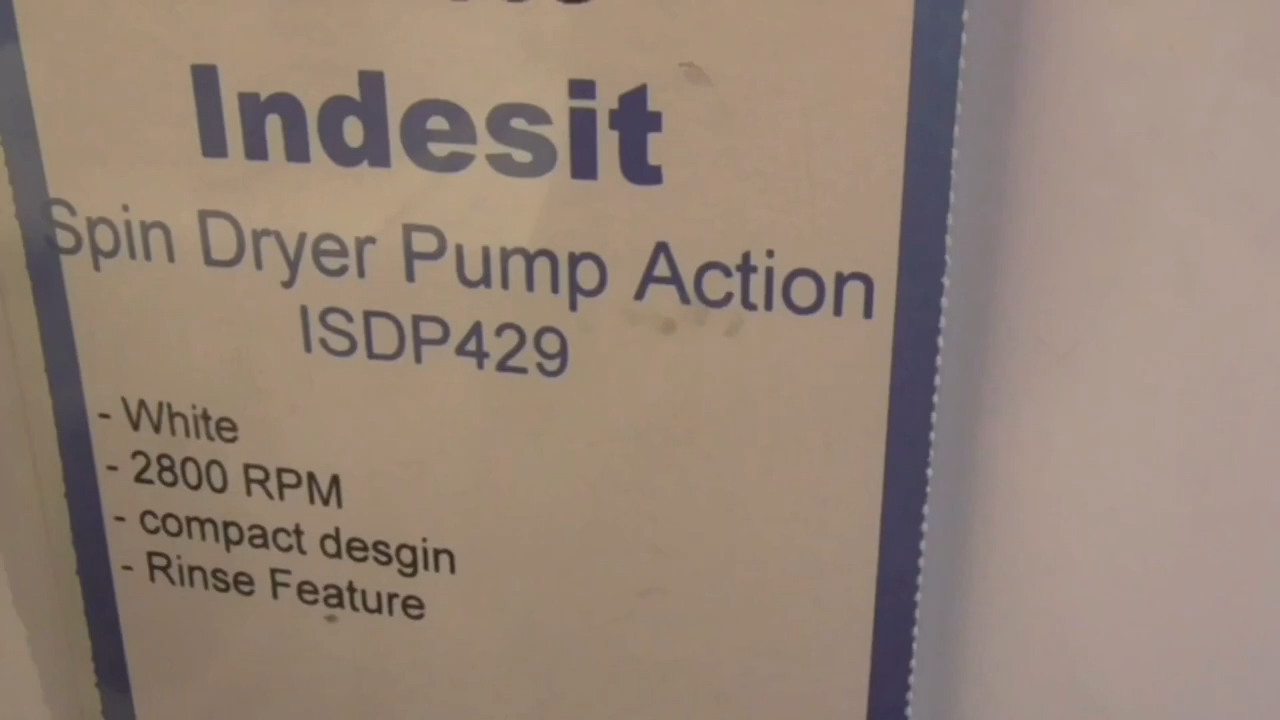 Indesit
Spin Dryer Pump Action
ISDP429
- White
- 2800 RPM
- compact desgin
- Rinse Feature